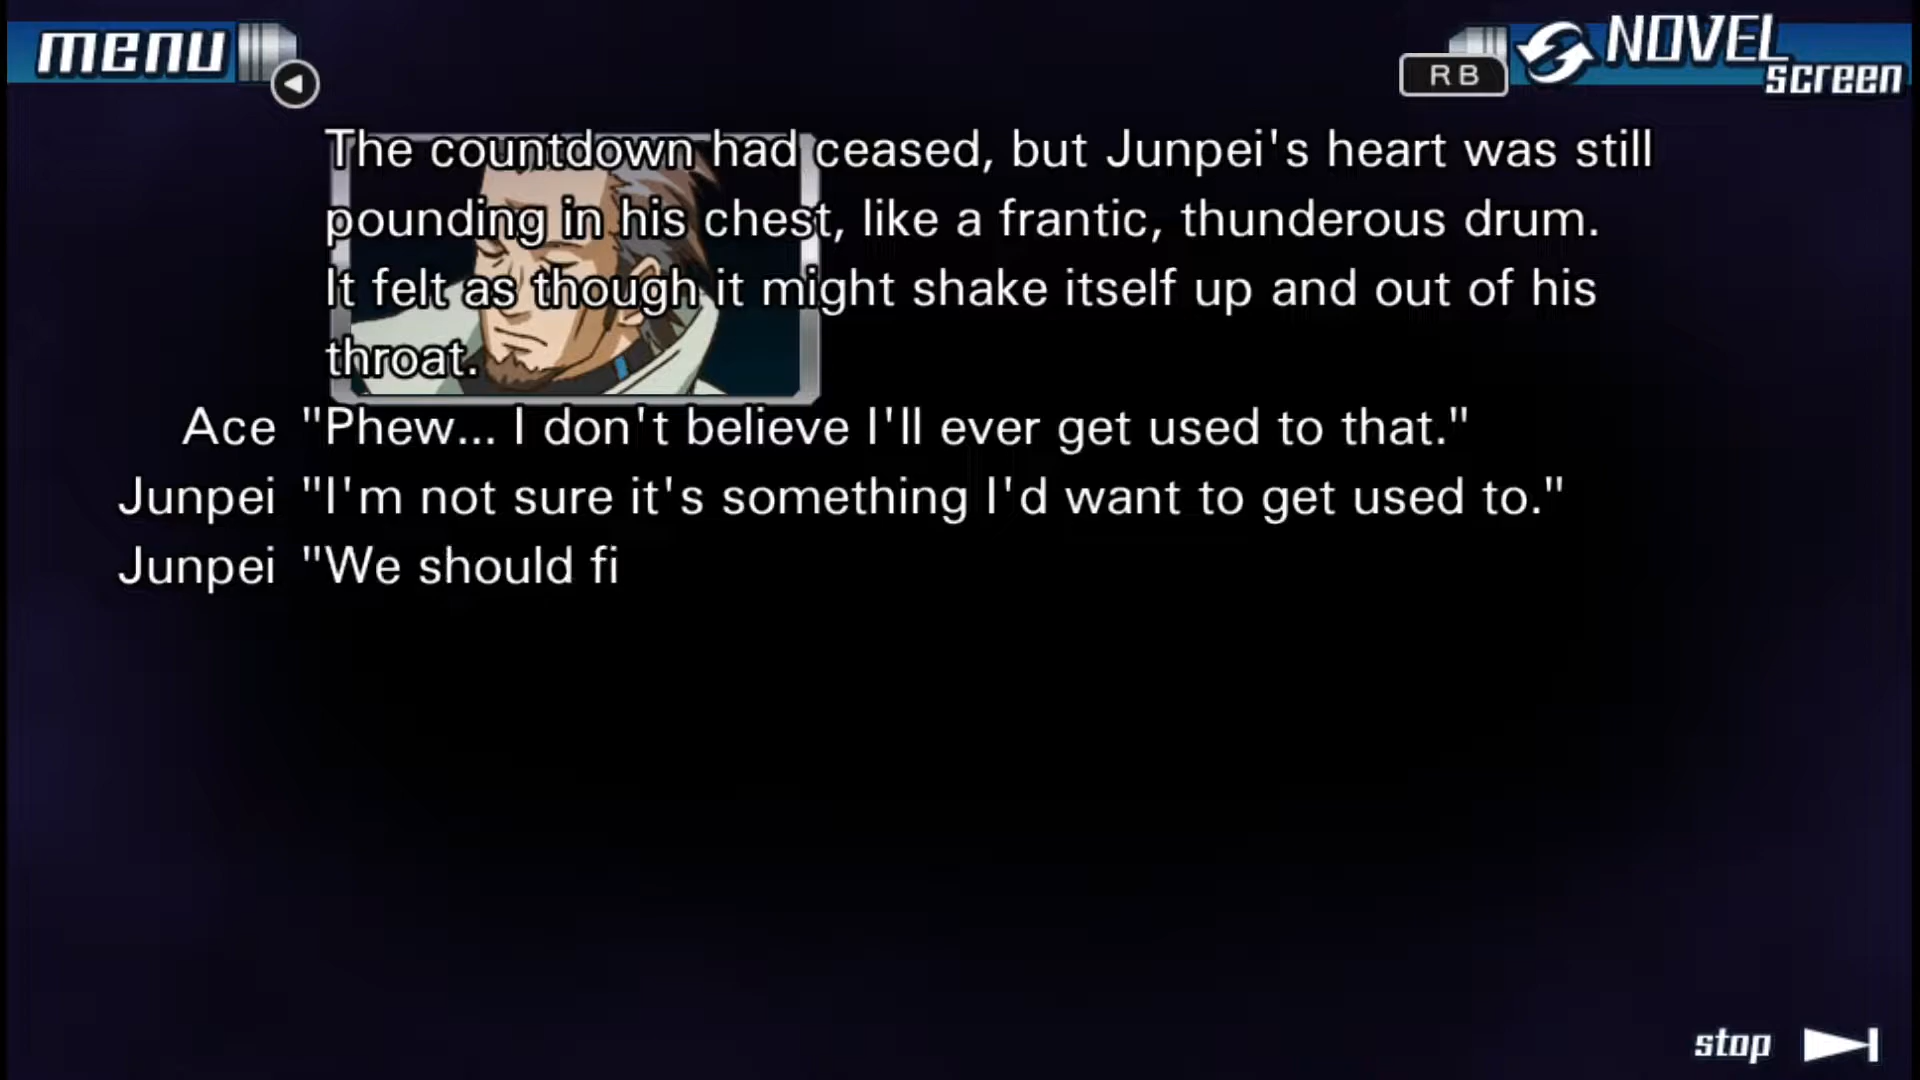 menu
RB
NOVEL
screen
The countdown had ceased, but Junpei's heart was still
pounding in his chest, like a frantic, thunderous drum.
It felt as though it might shake itself up and out of his
throat.
Ace "Phew... I don't believe I'll ever get used to that."
Junpei "I'm not sure it's something I'd want to get used to."
Junpei "We should fi
stop